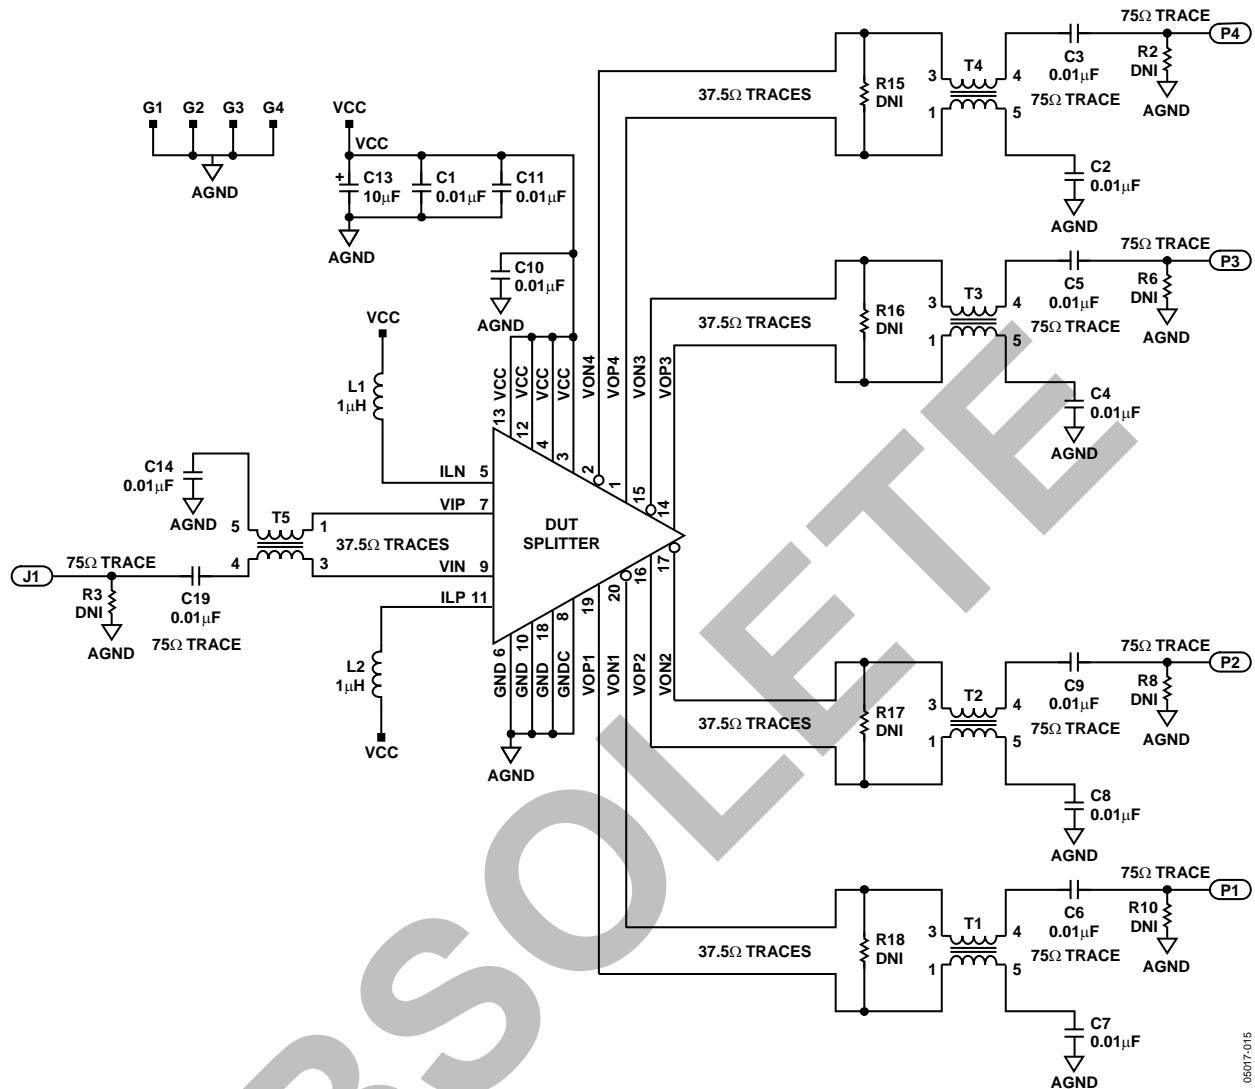 75Ω TRACE
P4
C3
0.01μF
R2
DNI
AGND
T4
3
4
1
5
75Ω TRACE
R15
DNI
37.5Ω TRACES
C2
0.01μF
AGND
G1 G2 G3 G4
AGND
VCC
VCC
+
C13
10μF
C1
0.01μF
C11
0.01μF
AGND
C10
0.01μF
AGND
75Ω TRACE
P3
C5
0.01μF
R6
DNI
AGND
T3
3
4
1
5
75Ω TRACE
R16
DNI
37.5Ω TRACES
C4
0.01μF
AGND
VCC
L1
1μH
13 VCC
12 VCC
4 VCC
3 VCC
2 VON4
1 VOP4
15 VON3
14 VOP3
C14
0.01μF
AGND
T5
5
1
4
3
37.5Ω TRACES
ILN 5
VIP 7
VIN 9
ILP 11
DUT
SPLITTER
J1
75Ω TRACE
R3
DNI
AGND
C19
0.01μF
75Ω TRACE
L2
1μH
VCC
GND 6
GND 10
GND 18
GNDC 8
VOP1 19
VON1 20
VOP2 16
VON2 17
AGND
75Ω TRACE
P2
C9
0.01μF
R8
DNI
AGND
T2
3
4
1
5
75Ω TRACE
R17
DNI
37.5Ω TRACES
C8
0.01μF
AGND
75Ω TRACE
P1
C6
0.01μF
R10
DNI
AGND
T1
3
4
1
5
75Ω TRACE
R18
DNI
37.5Ω TRACES
C7
0.01μF
AGND
05017-015
BSOLETE